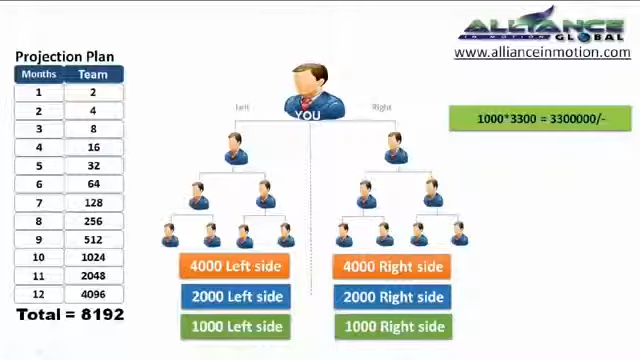 ALLIANCE
IN MOTION GLOBAL
www.allianceinmotion.com
Projection Plan
Months Team
1 2
2 4
3 8
4 16
5 32
6 64
7 128
8 256
9 512
10 1024
11 2048
12 4096
Total = 8192
Left Right
YOU
1000*3300 = 3300000/-
4000 Left side 4000 Right side
2000 Left side 2000 Right side
1000 Left side 1000 Right side